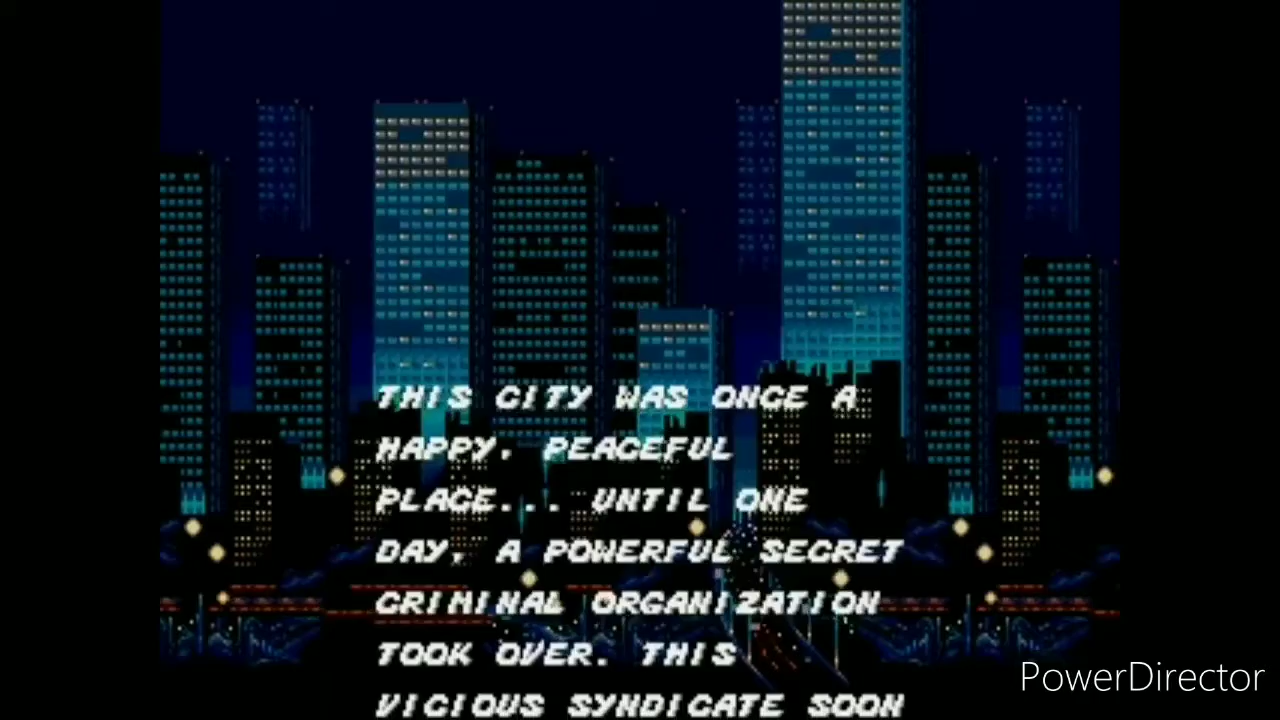 THIS CITY WAS ONCE A
HAPPY, PEACEFUL
PLACE... UNTIL ONE
DAY, A POWERFUL SECRET
CRIMINAL ORGANIZATION
TOOK OVER. THIS
VICIOUS SYNDICATE SOON
PowerDirector